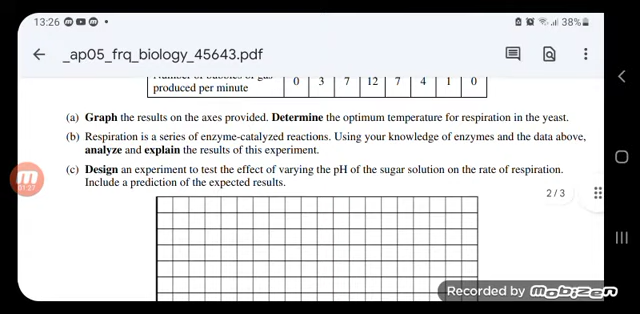 13:26
38%
_ap05_frq_biology_45643.pdf
produced per minute 0 3 7 12 7 4 1 0
(a) Graph the results on the axes provided. Determine the optimum temperature for respiration in the yeast.
(b) Respiration is a series of enzyme-catalyzed reactions. Using your knowledge of enzymes and the data above,
analyze and explain the results of this experiment.
(c) Design an experiment to test the effect of varying the pH of the sugar solution on the rate of respiration.
Include a prediction of the expected results.
01:27
2/3
Recorded by mobizen